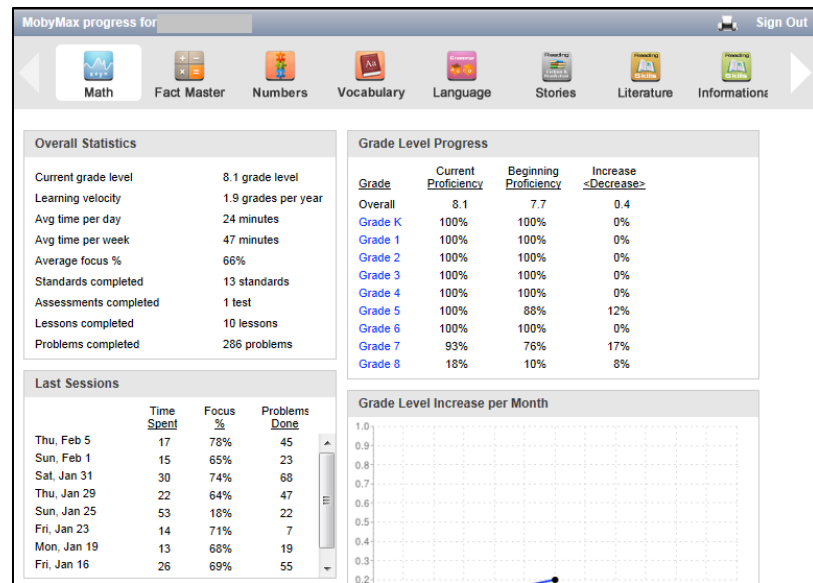 MobyMax progress for
Sign Out
Math
Fact Master
Numbers
Vocabulary
Language
Stories
Literature
Informationa
Overall Statistics
Current grade level 8.1 grade level
Learning velocity 1.9 grades per year
Avg time per day 24 minutes
Avg time per week 47 minutes
Average focus % 66%
Standards completed 13 standards
Assessments completed 1 test
Lessons completed 10 lessons
Problems completed 286 problems
Grade Level Progress
Grade Current Proficiency Beginning Proficiency Increase <Decrease>
Overall 8.1 7.7 0.4
Grade K 100% 100% 0%
Grade 1 100% 100% 0%
Grade 2 100% 100% 0%
Grade 3 100% 100% 0%
Grade 4 100% 100% 0%
Grade 5 100% 88% 12%
Grade 6 100% 100% 0%
Grade 7 93% 76% 17%
Grade 8 18% 10% 8%
Last Sessions
Time Spent Focus % Problems Done
Thu, Feb 5 17 78% 45
Sun, Feb 1 15 65% 23
Sat, Jan 31 30 74% 68
Thu, Jan 29 22 64% 47
Sun, Jan 25 53 18% 22
Fri, Jan 23 14 71% 7
Mon, Jan 19 13 68% 19
Fri, Jan 16 26 69% 55
Grade Level Increase per Month
1.0
0.9
0.8
0.7
0.6
0.5
0.4
0.3
0.2